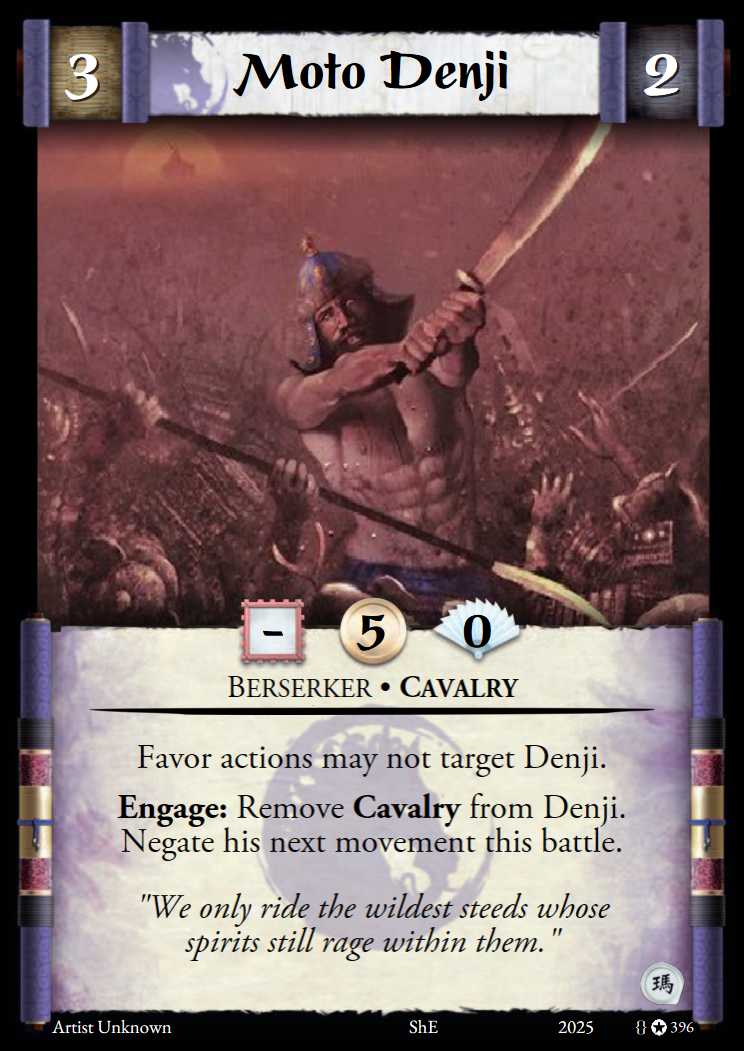 3 Moto Denji 2
- 5 0
BERSERKER • CAVALRY
Favor actions may not target Denji.
Engage: Remove Cavalry from Denji.
Negate his next movement this battle.
"We only ride the wildest steeds whose
spirits still rage within them."
瑪
Artist Unknown ShE 2025 {} 396